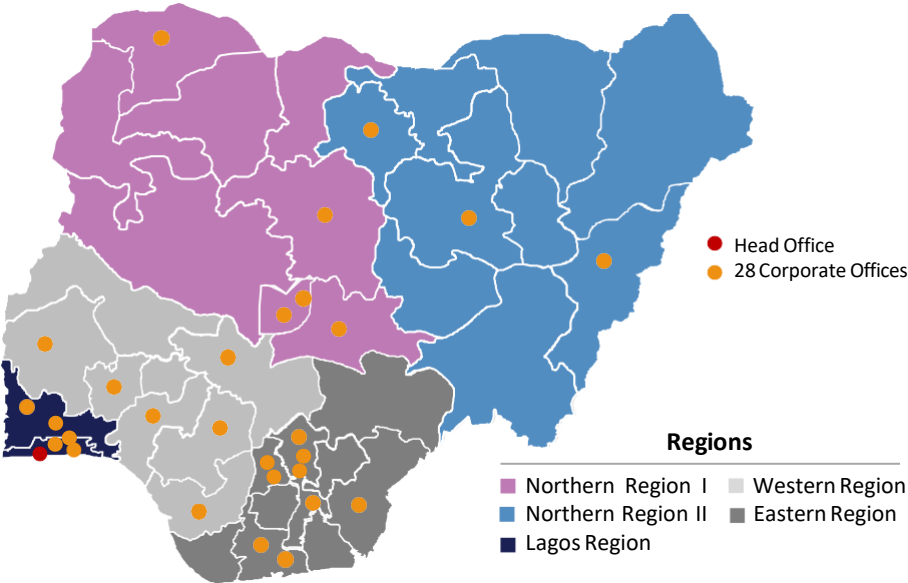 Head Office
28 Corporate Offices
Regions
Northern Region I
Western Region
Northern Region II
Eastern Region
Lagos Region